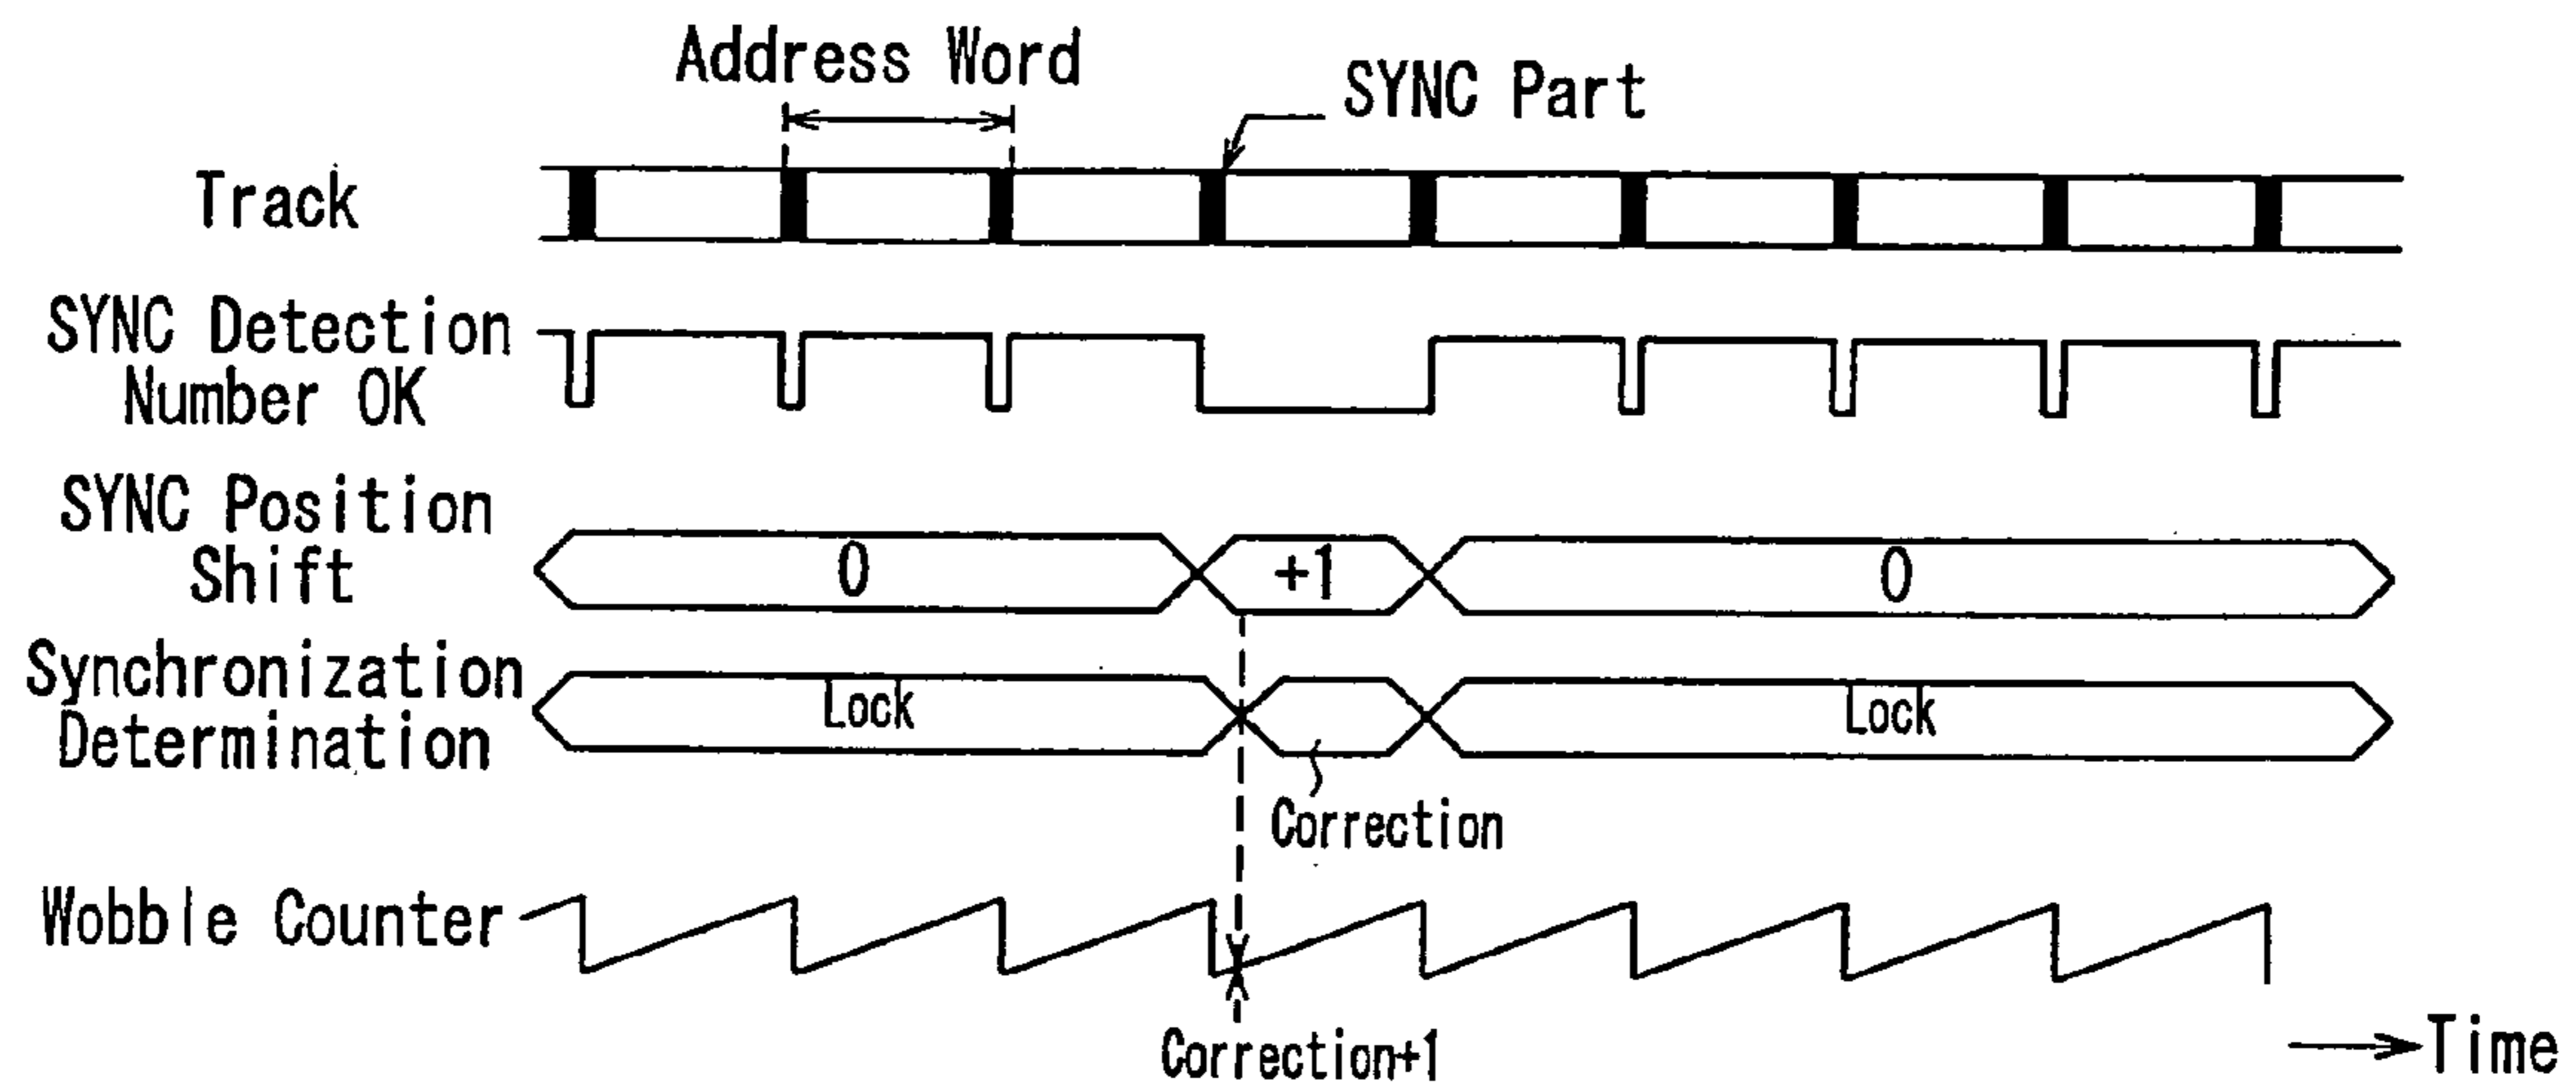 Address Word
SYNC Part
Track
SYNC Detection
Number OK
SYNC Position
Shift
0
+1
0
Synchronization
Determination
Lock
Lock
Correction
Wobble Counter
Correction+1
Time